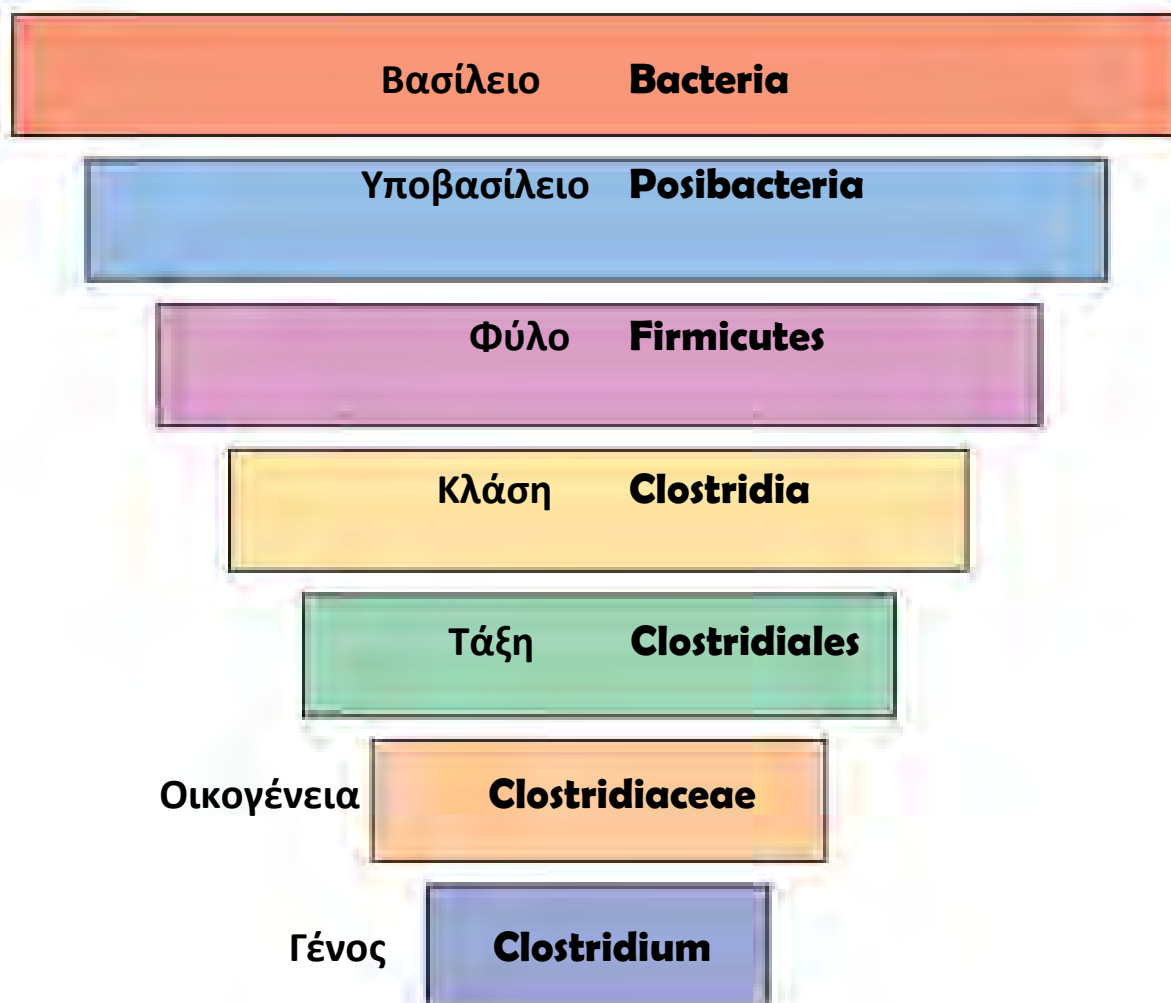 Βασίλειο Bacteria
Υποβασίλειο Posibacteria
Φύλο Firmicutes
Κλάση Clostridia
Τάξη Clostridiales
Οικογένεια Clostridiaceae
Γένος Clostridium